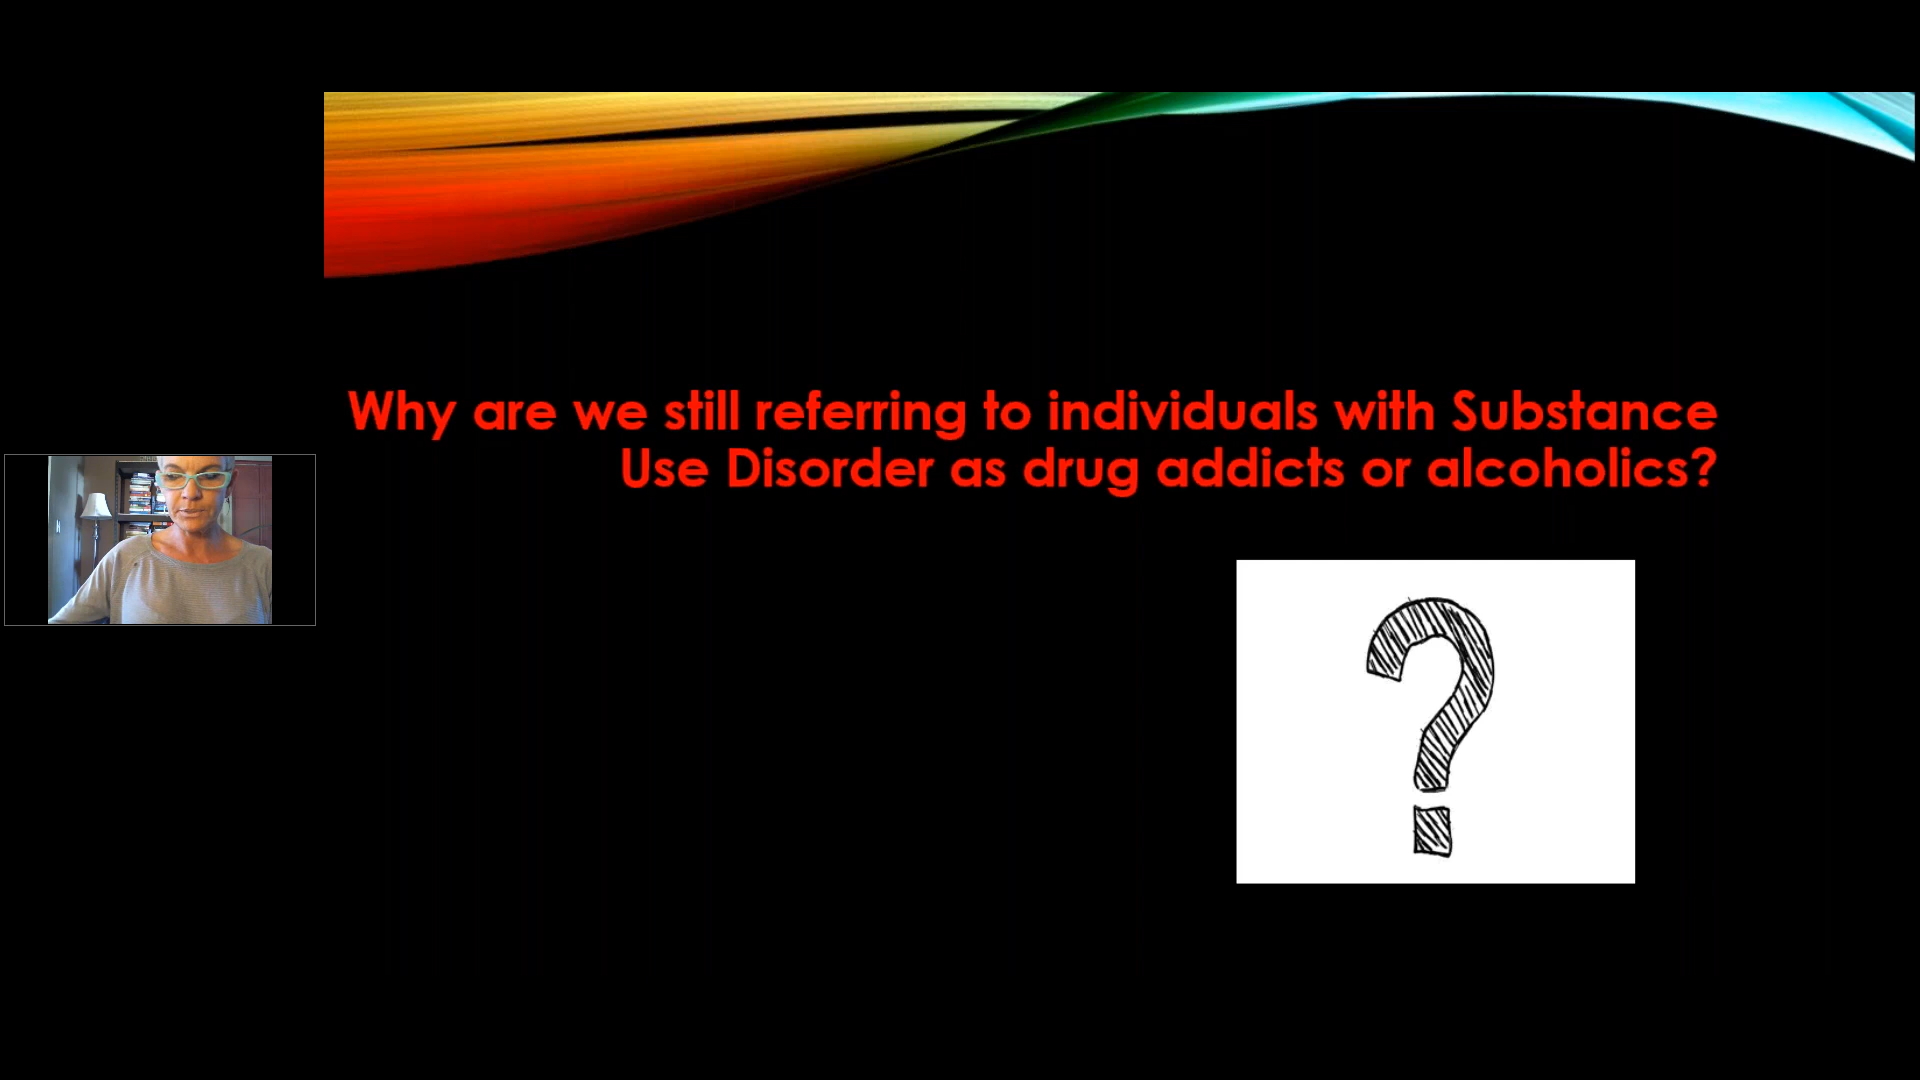 Why are we still referring to individuals with Substance
Use Disorder as drug addicts or alcoholics?
?